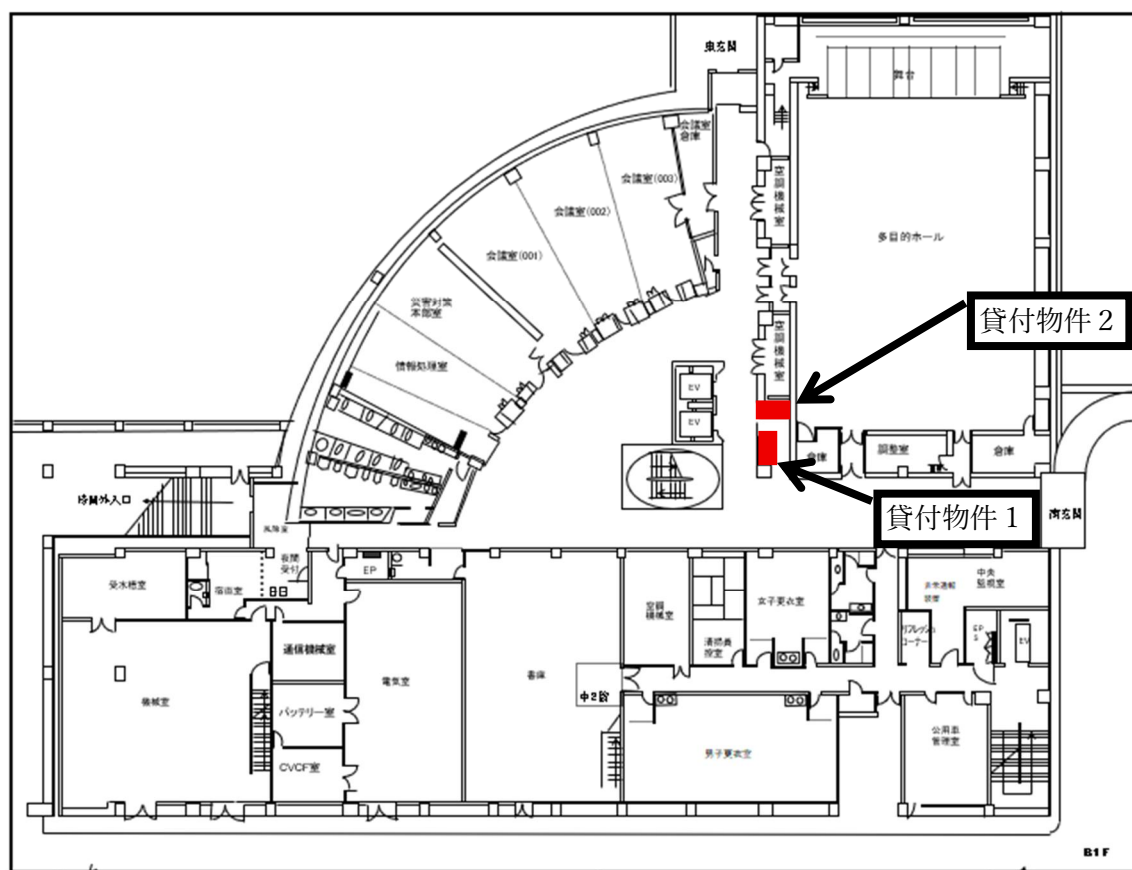 東玄関
舞台
会議室
倉庫
会議室(003)
会議室(002)
会議室(001)
空調機械室
多目的ホール
災害対策
本部室
情報処理室
空調機械室
貸付物件２
EV
EV
倉庫
調整室
倉庫
貸付物件１
南玄関
時間外入口
風除室
夜間
受付
宿直室
受水槽室
EP
空調
機械室
女子更衣室
清掃員
控室
非常通報
装置
中央
監視室
リフレッシュ
コーナー
EP
S
EV
通信機械室
機械室
電気室
書庫
中2階
バッテリー室
CVCF室
男子更衣室
公用車
管理室
B1F